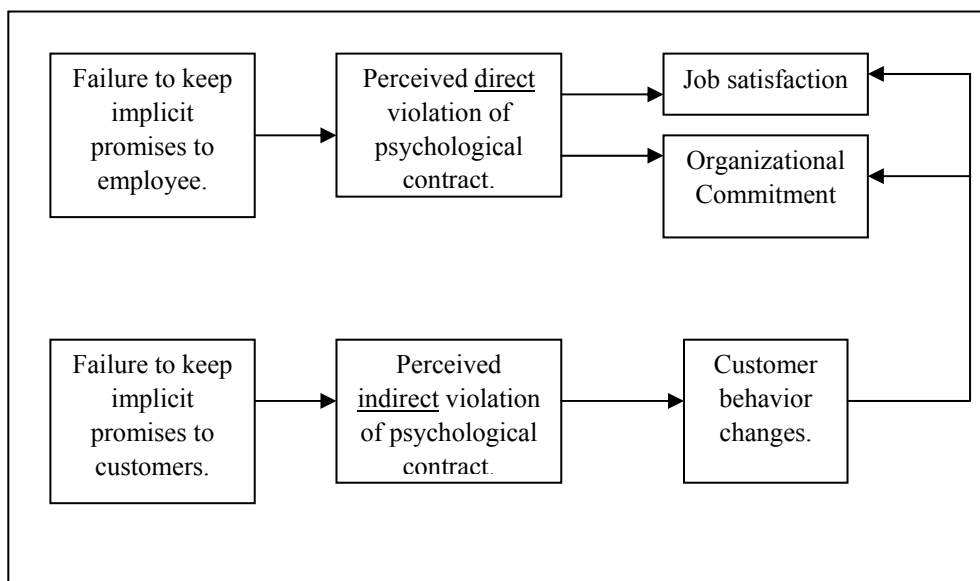 Failure to keep
implicit
promises to
employee.
Perceived direct
violation of
psychological
contract.
Job satisfaction
Organizational
Commitment
Failure to keep
implicit
promises to
customers.
Perceived
indirect violation
of psychological
contract.
Customer
behavior
changes.